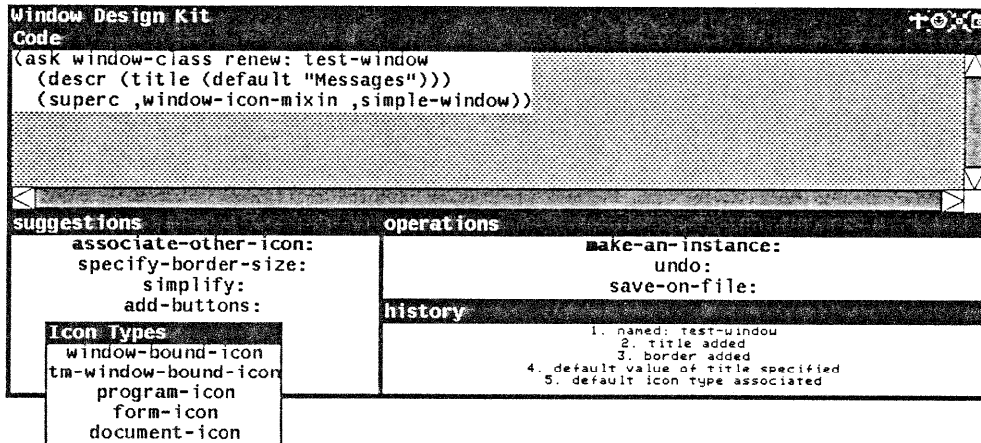 Window Design Kit
Code
(ask window-class renew: test-window
(descr (title (default "Messages")))
(superc ,window-icon-mixin ,simple-window))
suggestions
associate-other-icon:
specify-border-size:
simplify:
add-buttons:
Icon Types
window-bound-icon
tm-window-bound-icon
program-icon
form-icon
document-icon
operations
make-an-instance:
undo:
save-on-file:
history
1. named: test-window
2. title added
3. border added
4. default value of title specified
5. default icon type associated